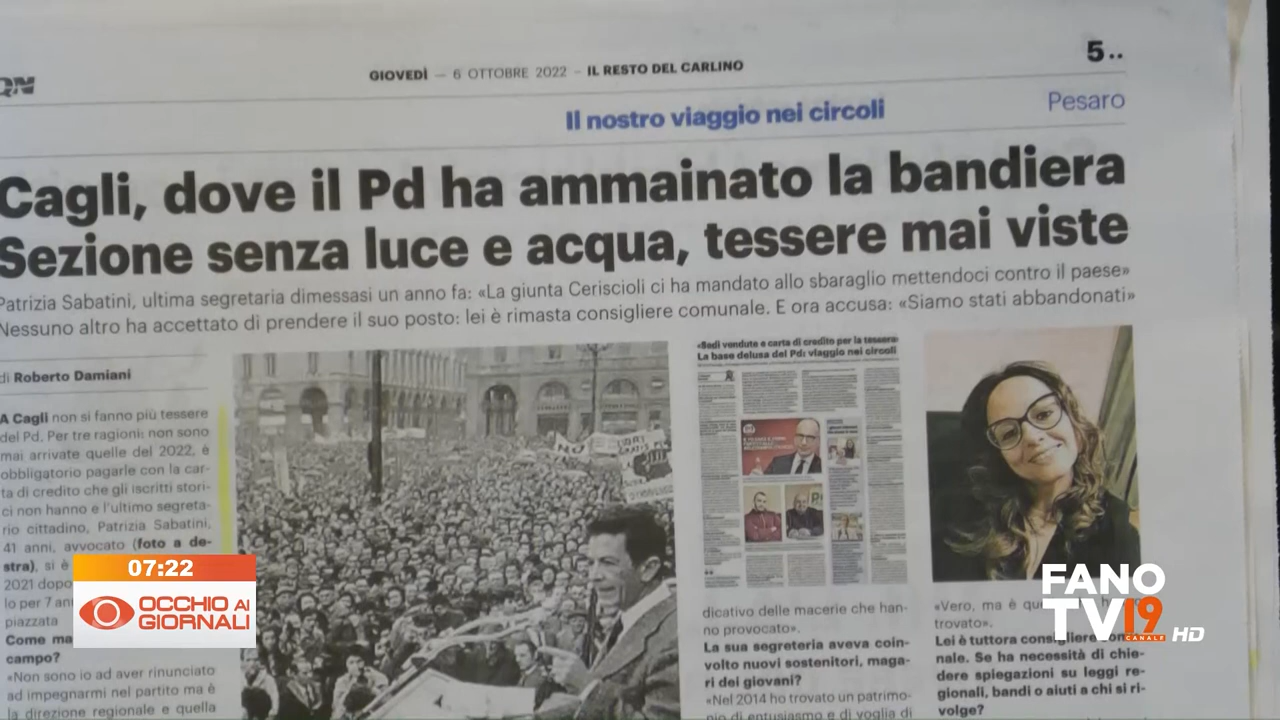 QN
GIOVEDÌ — 6 OTTOBRE 2022 – IL RESTO DEL CARLINO
5..
Il nostro viaggio nei circoli
Pesaro
Cagli, dove il Pd ha ammainato la bandiera
Sezione senza luce e acqua, tessere mai viste
Patrizia Sabatini, ultima segretaria dimessasi un anno fa: «La giunta Ceriscioli ci ha mandato allo sbaraglio mettendoci contro il paese»
Nessuno altro ha accettato di prendere il suo posto: lei è rimasta consigliere comunale. E ora accusa: «Siamo stati abbandonati»
di Roberto Damiani
A Cagli non si fanno più tessere
del Pd. Per tre ragioni: non sono
mai arrivate quelle del 2022, è
obbligatorio pagarle con la car-
ta di credito che gli iscritti stori-
ci non hanno e l'ultimo segreta-
rio cittadino, Patrizia Sabatini,
41 anni, avvocato (foto a de-
stra), si è
2021 dopo
lo per 7 an
piazzata
Come ma
campo?
«Non sono io ad aver rinunciato
ad impegnarmi nel partito ma è
la direzione regionale e quella
«Sedi vendute e carta di credito per la tessera»
La base delusa del Pd: viaggio nei circoli
dicativo delle macerie che han-
no provocato».
La sua segreteria aveva coin-
volto nuovi sostenitori, maga-
ri dei giovani?
«Nel 2014 ho trovato un patrimo-
nio di entusiasmo e di voglia di
«Vero, ma è qu
trovato».
Lei è tuttora consigliere
nale. Se ha necessità di chie-
dere spiegazioni su leggi re-
gionali, bandi o aiuti a chi si ri-
volge?
07:22
OCCHIO AI
GIORNALI
FANO
TV19
CANALE
HD